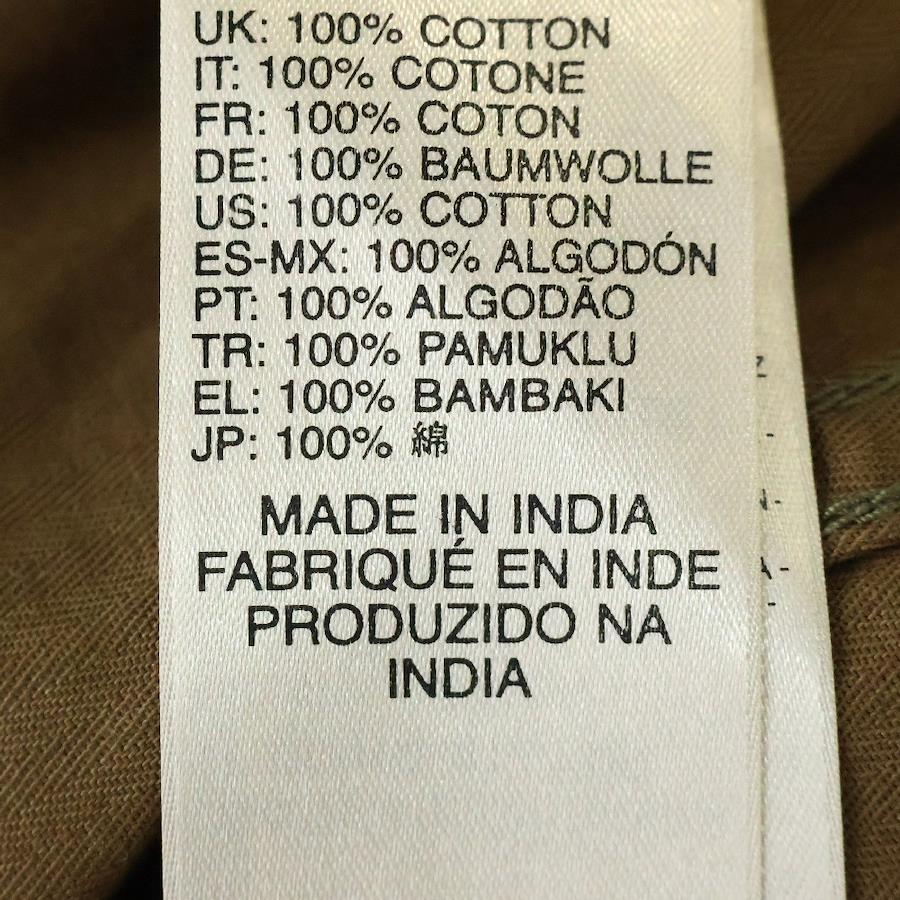 UK: 100% COTTON
IT: 100% COTONE
FR: 100% COTON
DE: 100% BAUMWOLLE
US: 100% COTTON
ES-MX: 100% ALGODÓN
PT: 100% ALGODÃO
TR: 100% PAMUKLU
EL: 100% BAMBAKI
JP: 100% 綿
MADE IN INDIA
FABRIQUÉ EN INDE
PRODUZIDO NA
INDIA